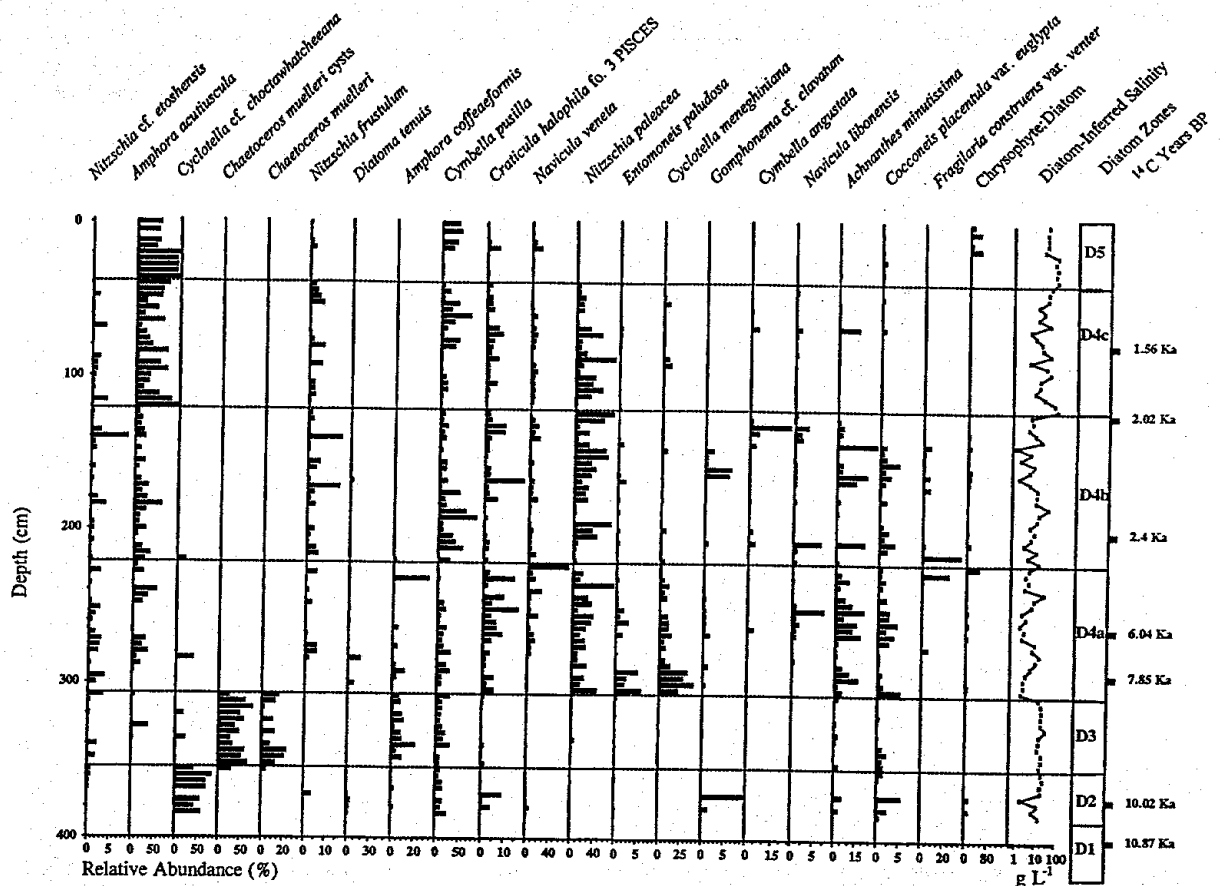 Nitzschia cf. etoshensis
Amphora acutiuscula
Cyclotella cf. choctawhatcheeana
Chaetoceros muelleri cysts
Chaetoceros muelleri
Nitzschia frustulum
Diatoma tenuis
Amphora coffeaeformis
Cymbella pusilla
Craticula halophila fo. 3 PISCES
Navicula veneta
Nitzschia paleacea
Entomoneis paludosa
Cyclotella meneghiniana
Gomphonema cf. clavatum
Cymbella angustata
Navicula libonensis
Achnanthes minutissima
Cocconeis placentula var. euglypta
Fragilaria construens var. venter
Chrysophyte:Diatom
Diatom-Inferred Salinity
Diatom Zones
14C Years BP
0
100
200
300
400
Depth (cm)
D5
D4c
D4b
D4a
D3
D2
D1
1.56 Ka
2.02 Ka
2.4 Ka
6.04 Ka
7.85 Ka
10.02 Ka
10.87 Ka
0 5 0 50 0 50 0 50 0 20 0 5 0 5 0 20 0 50 0 10 0 40 0 40 0 5 0 25 0 5 0 15 0 5 0 15 0 5 0 20 0 80 1 10 100
Relative Abundance (%)
g L-1